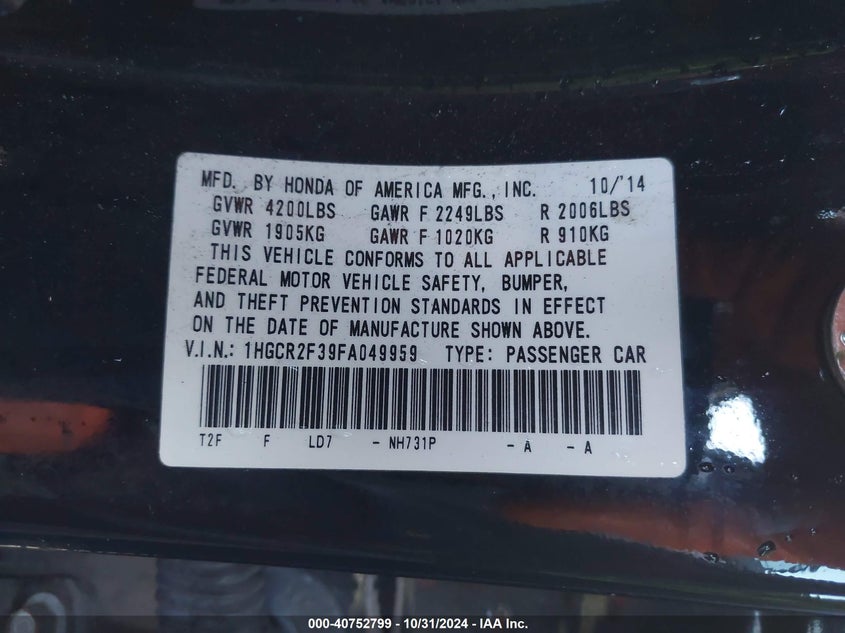 MFD. BY HONDA OF AMERICA MFG., INC. 10/'14
GVWR 4200LBS GAWR F 2249LBS R 2006LBS
GVWR 1905KG GAWR F 1020KG R 910KG
THIS VEHICLE CONFORMS TO ALL APPLICABLE
FEDERAL MOTOR VEHICLE SAFETY, BUMPER,
AND THEFT PREVENTION STANDARDS IN EFFECT
ON THE DATE OF MANUFACTURE SHOWN ABOVE.
V.I.N.: 1HGCR2F39FA049959 TYPE: PASSENGER CAR
T2F F LD7 - NH731P - A - A
000-40752799 - 10/31/2024 - IAA Inc.